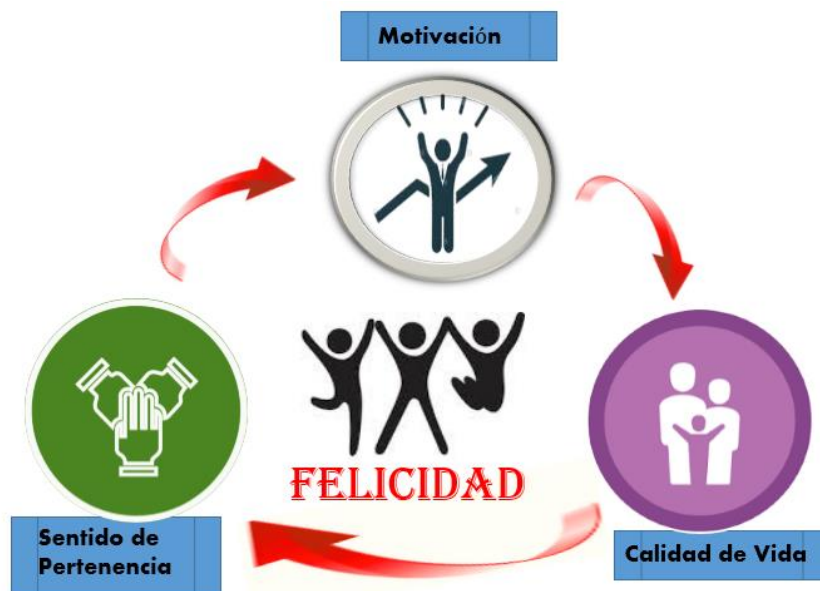 Motivación
FELICIDAD
Sentido de
Pertenencia
Calidad de Vida